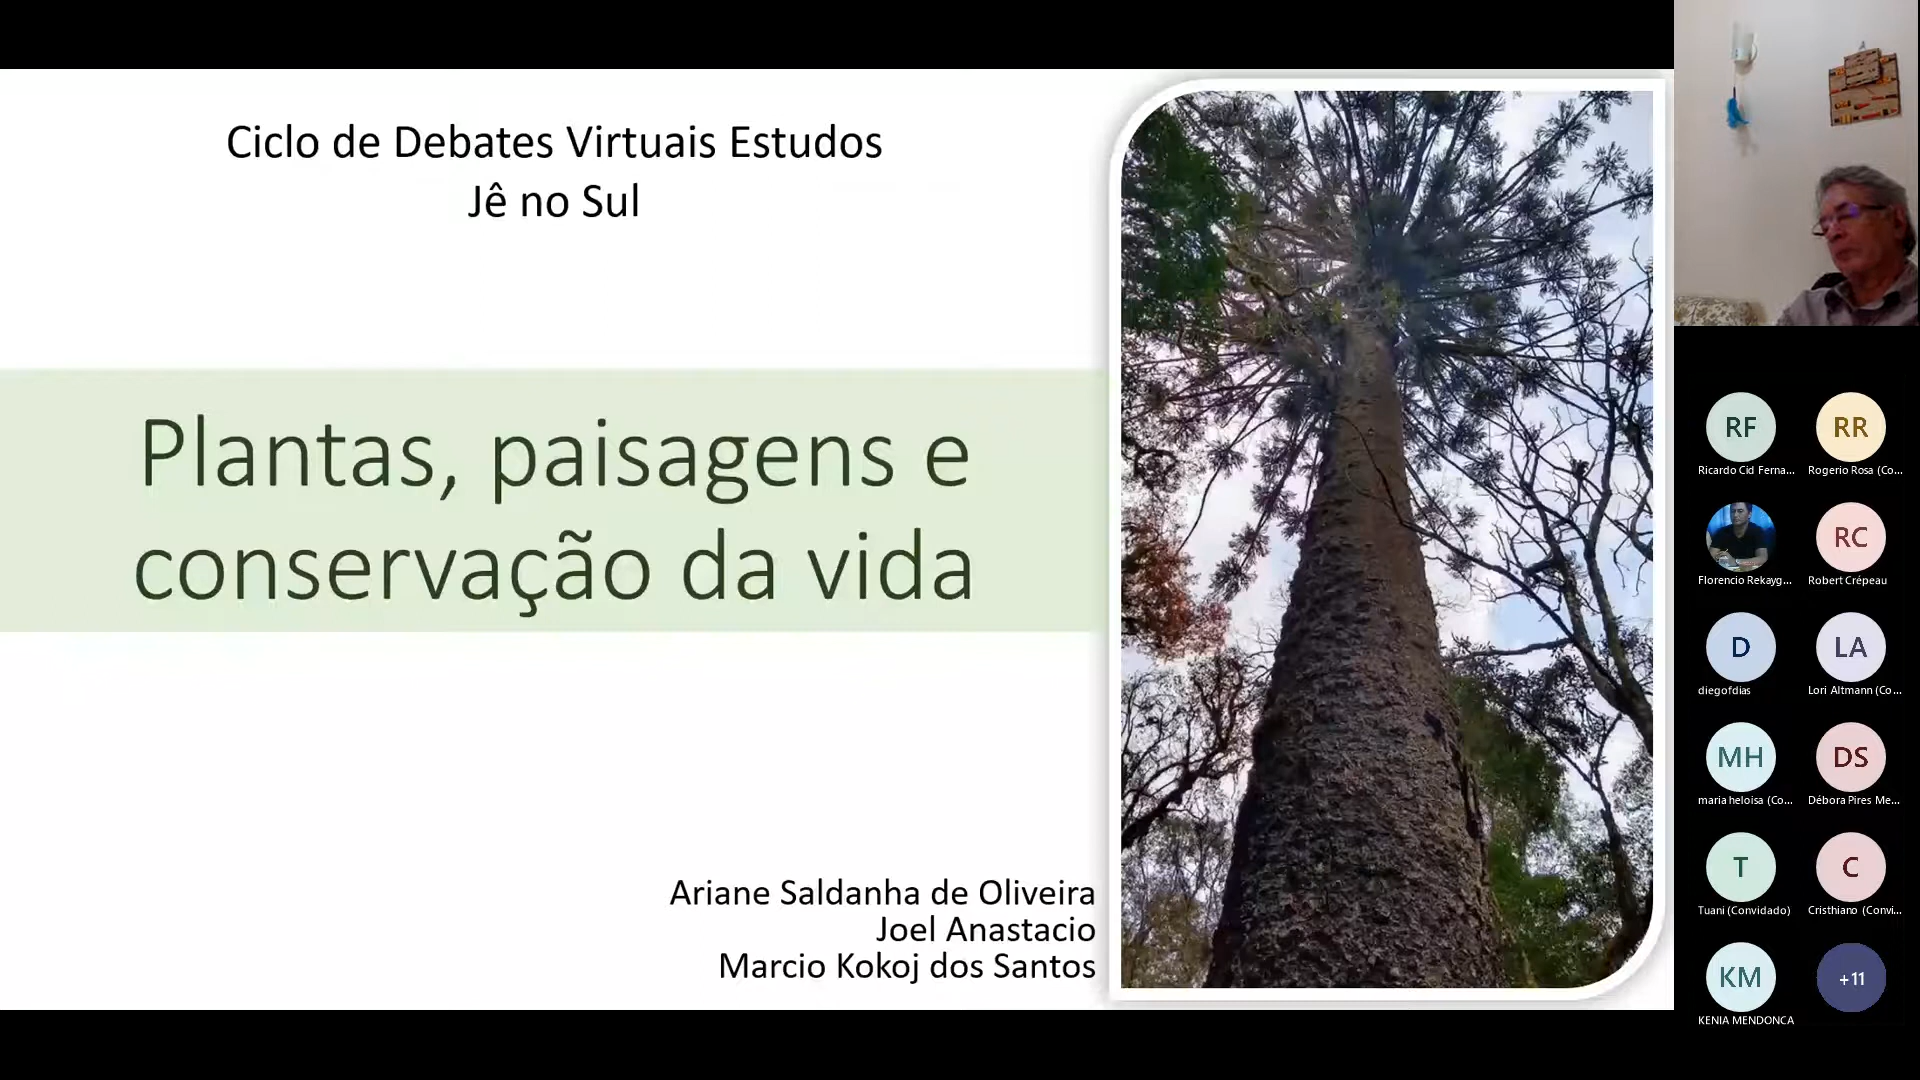 Ciclo de Debates Virtuais Estudos
Jê no Sul
Plantas, paisagens e
conservação da vida
Ariane Saldanha de Oliveira
Joel Anastacio
Marcio Kokoj dos Santos
RF
Ricardo Cid Ferna...
RR
Rogerio Rosa (Co...
Florencio Rekayg...
RC
Robert Crépeau
D
diegofdias
LA
Lori Altmann (Co...
MH
maria heloisa (Co...
DS
Débora Pires Me...
T
Tuani (Convidado)
C
Cristhiano (Convi...
KM
KENIA MENDONCA
+11